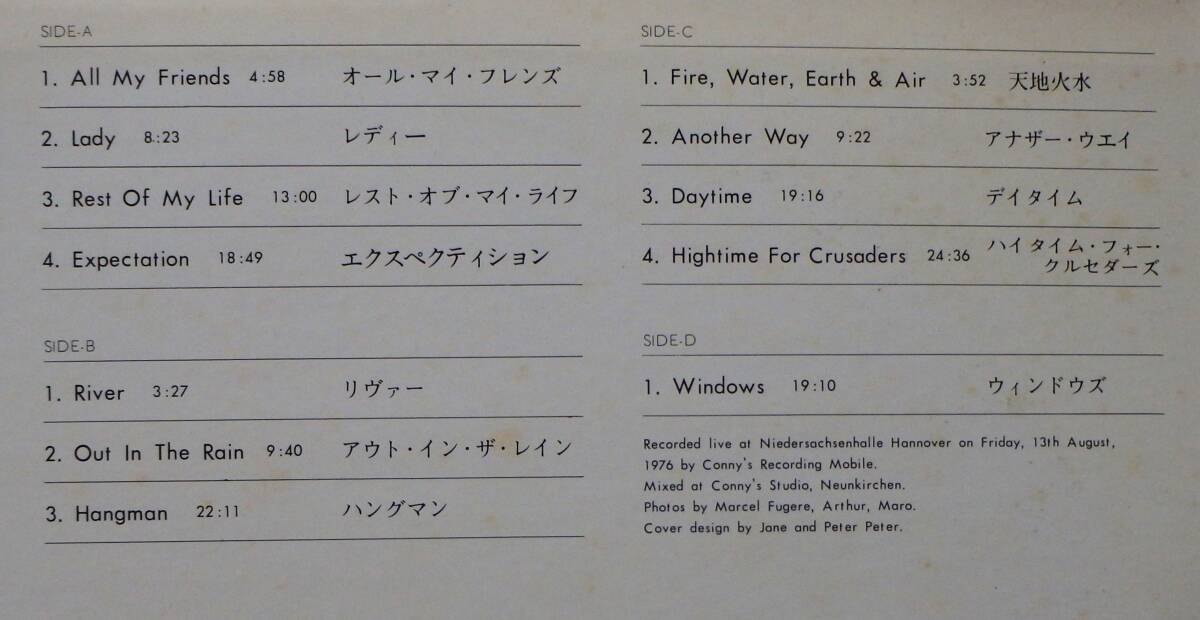 SIDE-A
1. All My Friends 4:58 オール・マイ・フレンズ
2. Lady 8:23 レディー
3. Rest Of My Life 13:00 レスト・オブ・マイ・ライフ
4. Expectation 18:49 エクスペクティション
SIDE-B
1. River 3:27 リヴァー
2. Out In The Rain 9:40 アウト・イン・ザ・レイン
3. Hangman 22:11 ハングマン
SIDE-C
1. Fire, Water, Earth & Air 3:52 天地火水
2. Another Way 9:22 アナザー・ウエイ
3. Daytime 19:16 デイタイム
4. Hightime For Crusaders 24:36 ハイタイム・フォー・
クルセダーズ
SIDE-D
1. Windows 19:10 ウィンドウズ
Recorded live at Niedersachsenhalle Hannover on Friday, 13th August,
1976 by Conny's Recording Mobile.
Mixed at Conny's Studio, Neunkirchen.
Photos by Marcel Fugere, Arthur, Maro.
Cover design by Jane and Peter Peter.